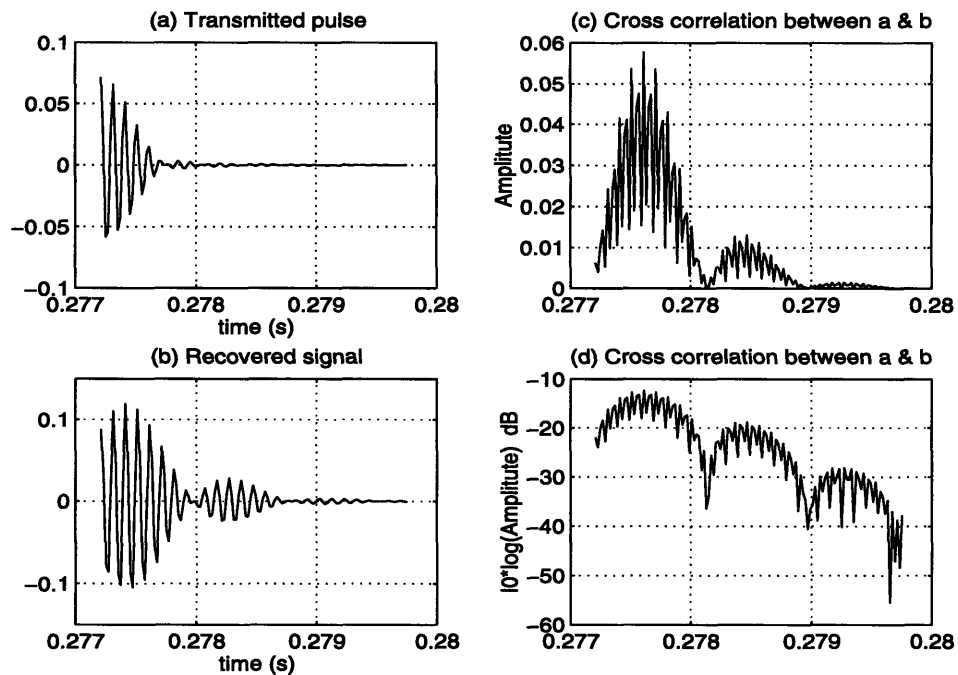 (a) Transmitted pulse
0.1
0.05
0
−0.05
−0.1
0.277 0.278 0.279 0.28
time (s)
(c) Cross correlation between a & b
Amplitute
0.06
0.05
0.04
0.03
0.02
0.01
0
0.277 0.278 0.279 0.28
(b) Recovered signal
0.1
0
−0.1
0.277 0.278 0.279 0.28
time (s)
(d) Cross correlation between a & b
l0*log(Amplitute) dB
−10
−20
−30
−40
−50
−60
0.277 0.278 0.279 0.28